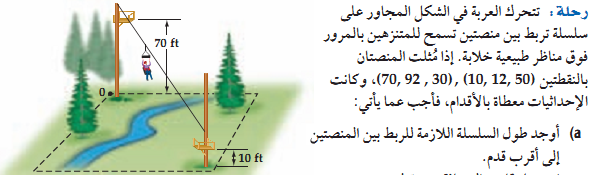 رحلة: تتحرك العربة في الشكل المجاور على
سلسلة تربط بين منصتين تسمح للمتنزهين بالمرور
فوق مناظر طبيعية خلابة. إذا مُثلت المنصتان
بالنقطتين (10, 12, 50) , (70, 92, 30)، وكانت
الإحداثيات معطاة بالأقدام، فأجب عما يأتي:
(a أوجد طول السلسلة اللازمة للربط بين المنصتين
إلى أقرب قدم.
70 ft
0
10 ft